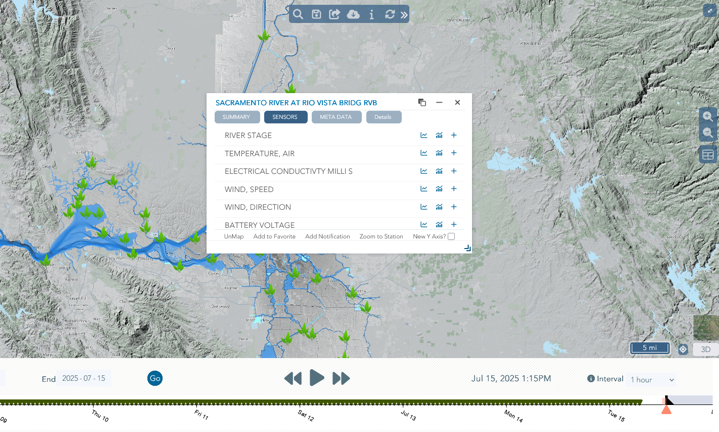 SACRAMENTO RIVER AT RIO VISTA BRIDG RVB
SUMMARY SENSORS META DATA Details
RIVER STAGE
TEMPERATURE, AIR
ELECTRICAL CONDUCTIVTY MILLI S
WIND, SPEED
WIND, DIRECTION
BATTERY VOLTAGE
UnMap Add to Favorite Add Notification Zoom to Station New Y Axis?
5 mi
3D
End 2025 - 07 - 15 Go Jul 15, 2025 1:15PM Interval 1 hour
09 Thu 10 Fri 11 Sat 12 Jul 13 Mon 14 Tue 15